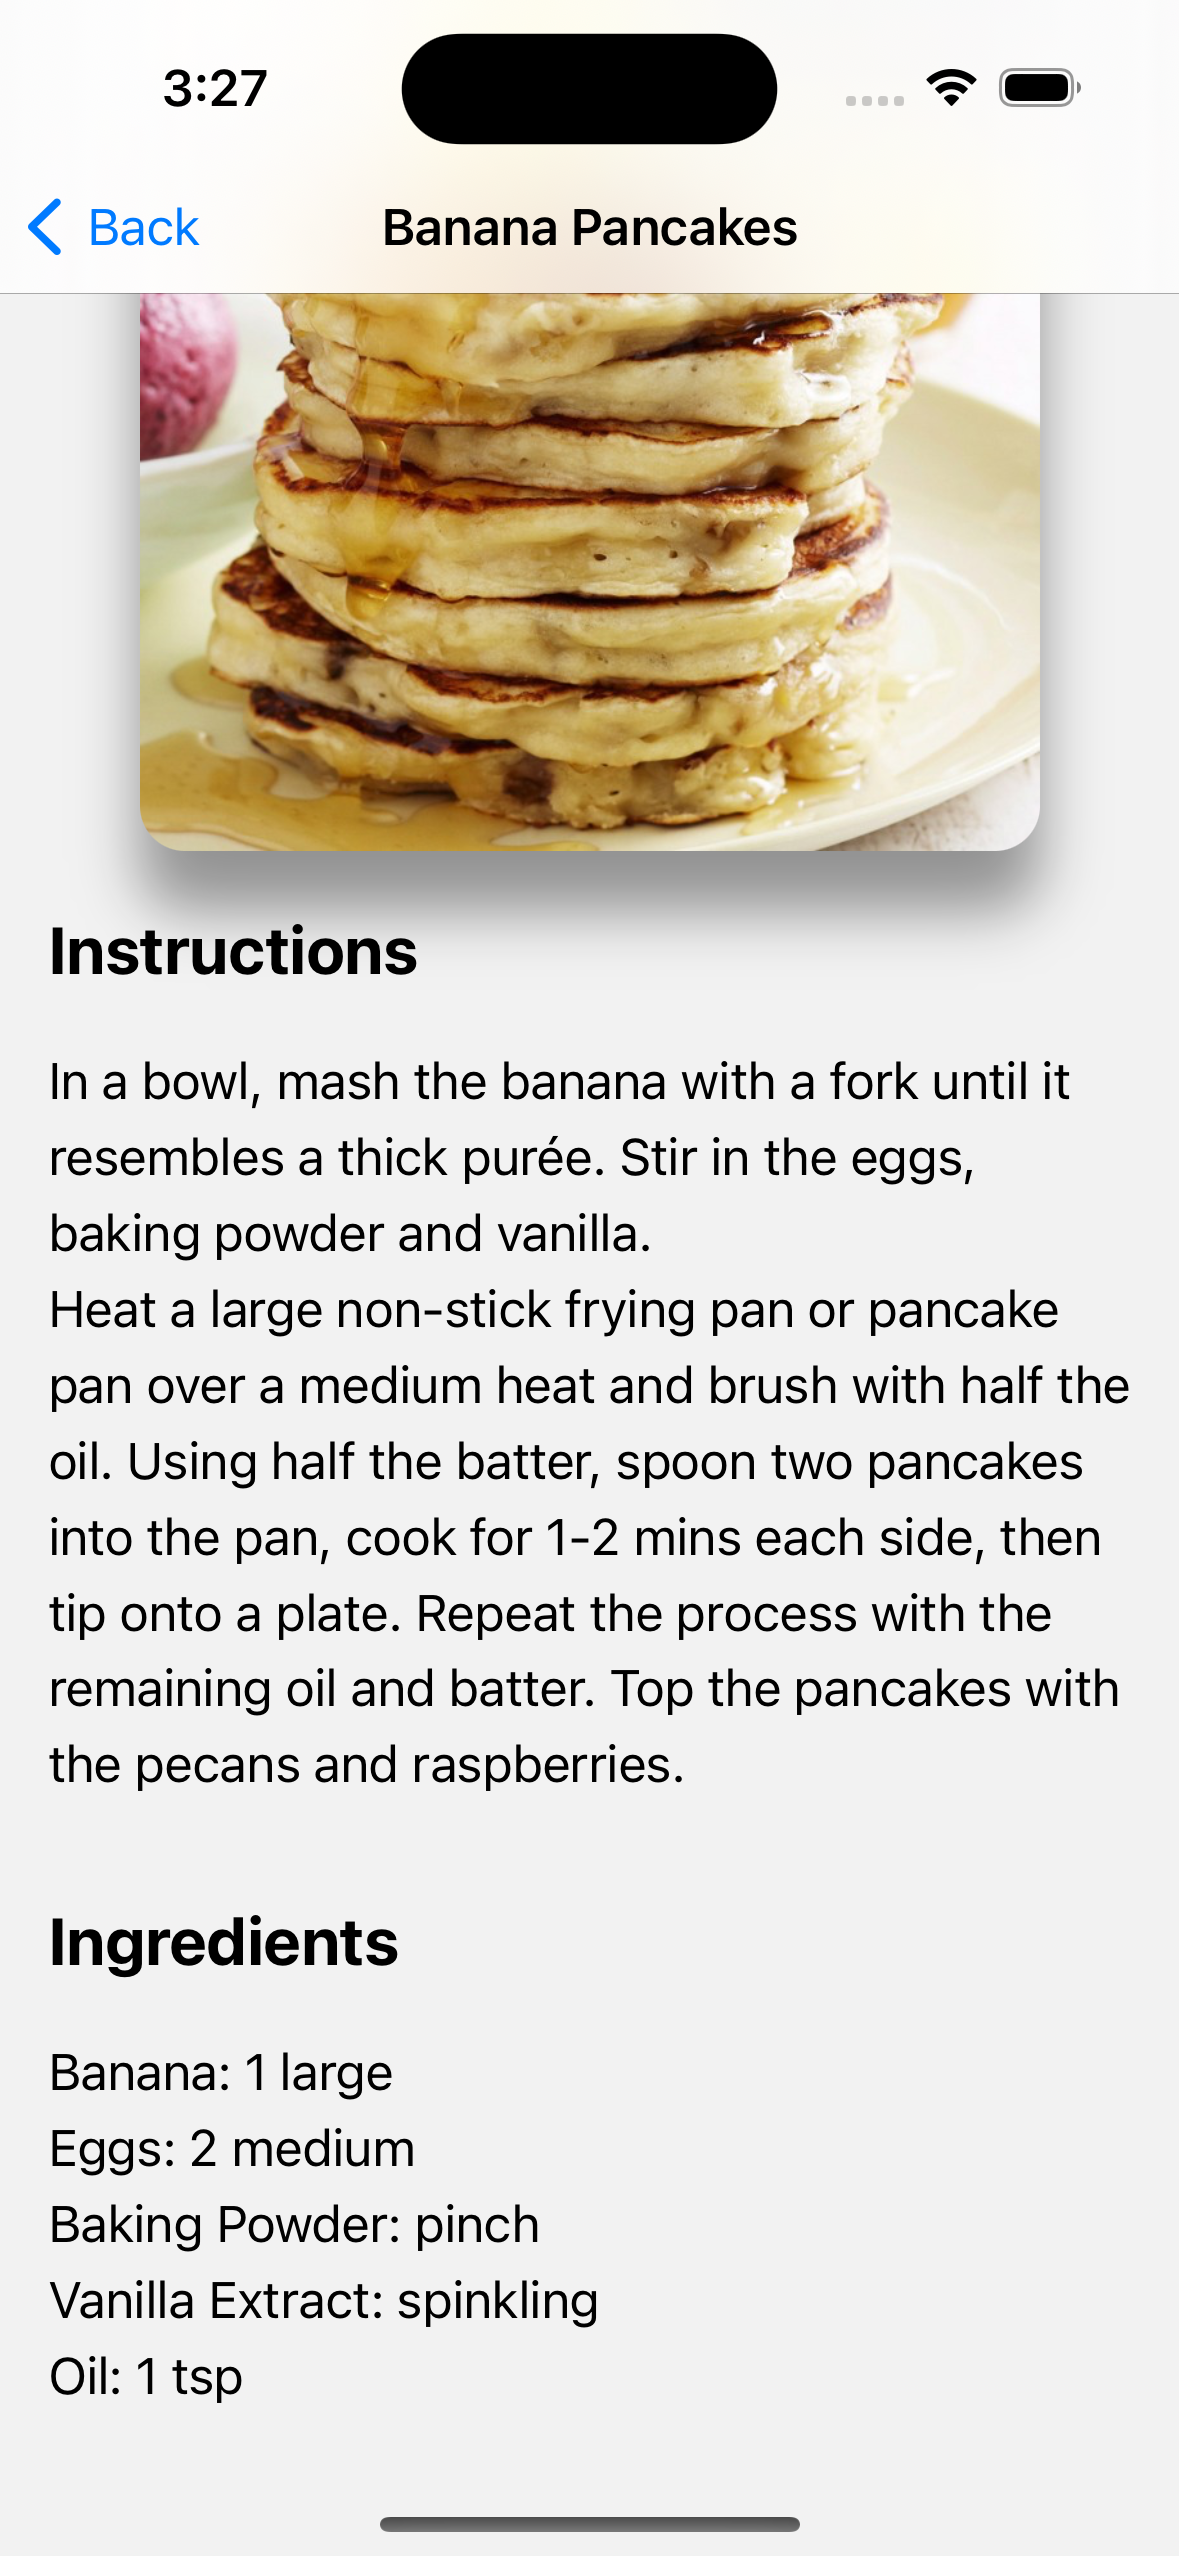 3:27
Back
Banana Pancakes
Instructions
In a bowl, mash the banana with a fork until it
resembles a thick purée. Stir in the eggs,
baking powder and vanilla.
Heat a large non-stick frying pan or pancake
pan over a medium heat and brush with half the
oil. Using half the batter, spoon two pancakes
into the pan, cook for 1-2 mins each side, then
tip onto a plate. Repeat the process with the
remaining oil and batter. Top the pancakes with
the pecans and raspberries.
Ingredients
Banana: 1 large
Eggs: 2 medium
Baking Powder: pinch
Vanilla Extract: spinkling
Oil: 1 tsp